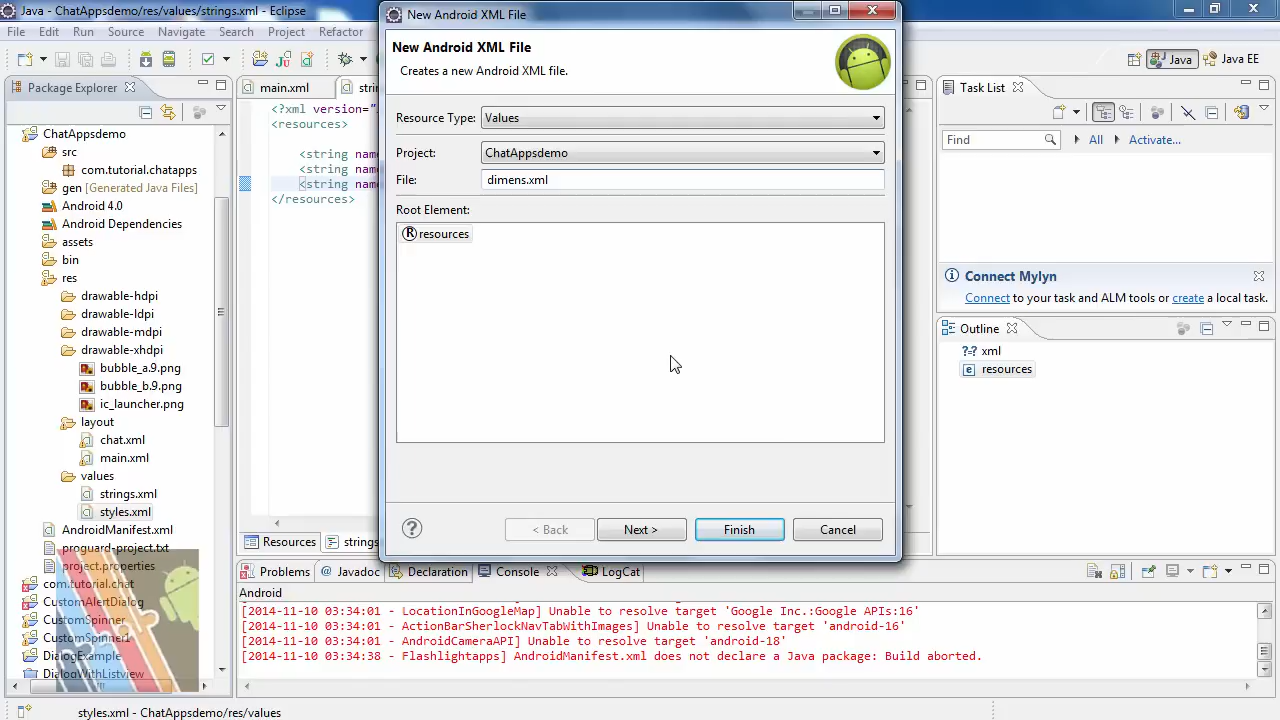 Java - ChatAppsdemo/res/values/strings.xml - Eclipse
File Edit Run Source Navigate Search Project Refactor
Java
Java EE
Package Explorer
ChatAppsdemo
src
com.tutorial.chatapps
gen [Generated Java Files]
Android 4.0
Android Dependencies
assets
bin
res
drawable-hdpi
drawable-ldpi
drawable-mdpi
drawable-xhdpi
bubble_a.9.png
bubble_b.9.png
ic_launcher.png
layout
chat.xml
main.xml
values
strings.xml
styles.xml
AndroidManifest.xml
proguard-project.txt
project.properties
com.tutorial.chat
CustomAlertDialog
CustomSpinner
CustomSpinner1
DialogExample
DialogWithListview
main.xml
<?xml version="
<resources>
<string name
<string name
<string name
</resources>
Resources
New Android XML File
New Android XML File
Creates a new Android XML file.
Resource Type: Values
Project: ChatAppsdemo
File: dimens.xml
Root Element:
R resources
< Back
Next >
Finish
Cancel
Task List
Find
All
Activate...
Connect Mylyn
Connect to your task and ALM tools or create a local task.
Outline
xml
resources
Problems
Javadoc
Declaration
Console
LogCat
Android
[2014-11-10 03:34:01 - LocationInGoogleMap] Unable to resolve target 'Google Inc.:Google APIs:16'
[2014-11-10 03:34:01 - ActionBarSherlockNavTabWithImages] Unable to resolve target 'android-16'
[2014-11-10 03:34:01 - AndroidCameraAPI] Unable to resolve target 'android-18'
[2014-11-10 03:34:38 - Flashlightapps] AndroidManifest.xml does not declare a Java package: Build aborted.
styles.xml - ChatAppsdemo/res/values